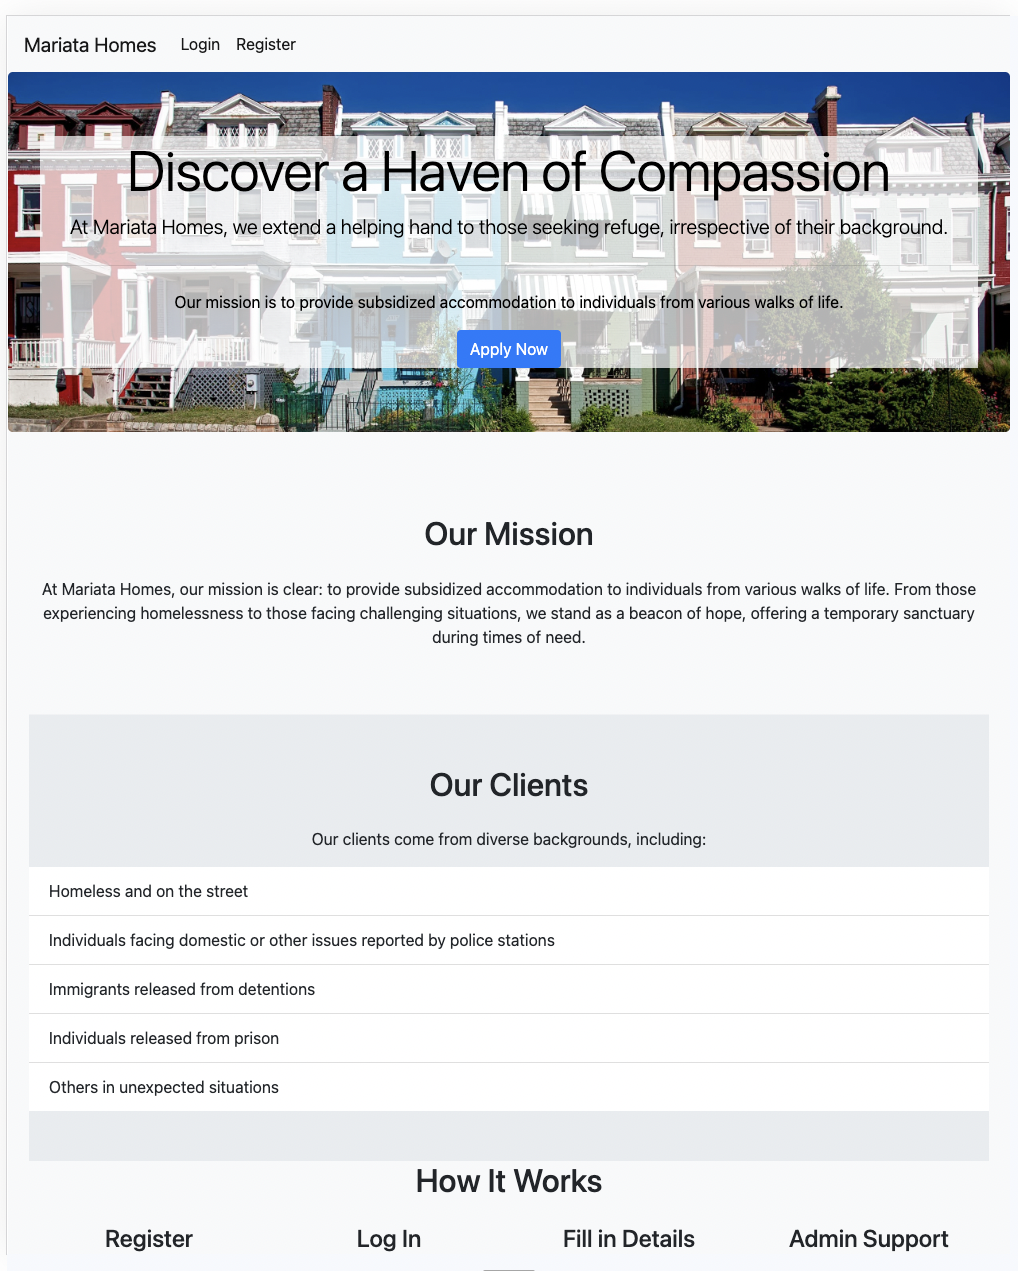 Mariata Homes Login Register
Discover a Haven of Compassion
At Mariata Homes, we extend a helping hand to those seeking refuge, irrespective of their background.
Our mission is to provide subsidized accommodation to individuals from various walks of life.
Apply Now
Our Mission
At Mariata Homes, our mission is clear: to provide subsidized accommodation to individuals from various walks of life. From those
experiencing homelessness to those facing challenging situations, we stand as a beacon of hope, offering a temporary sanctuary
during times of need.
Our Clients
Our clients come from diverse backgrounds, including:
Homeless and on the street
Individuals facing domestic or other issues reported by police stations
Immigrants released from detentions
Individuals released from prison
Others in unexpected situations
How It Works
Register Log In Fill in Details Admin Support